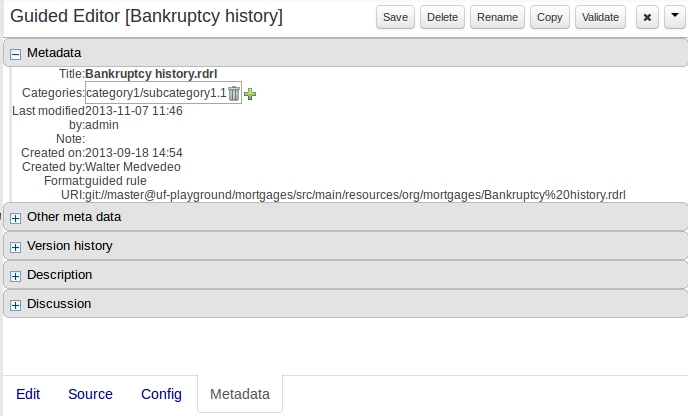 Guided Editor [Bankruptcy history]
Save Delete Rename Copy Validate
Metadata
Title:Bankruptcy history.rdrl
Categories:category1/subcategory1.1
Last modified2013-11-07 11:46
by:admin
Note:
Created on:2013-09-18 14:54
Created by:Walter Medvedeo
Format:guided rule
URI:git://master@uf-playground/mortgages/src/main/resources/org/mortgages/Bankruptcy%20history.rdrl
Other meta data
Version history
Description
Discussion
Edit Source Config Metadata